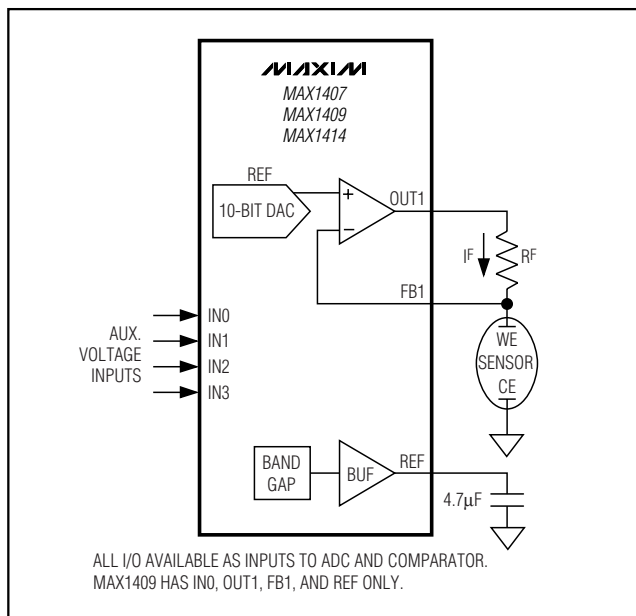 MAXIM
MAX1407
MAX1409
MAX1414
REF
10-BIT DAC
+
−
OUT1
IF
RF
FB1
IN0
IN1
IN2
IN3
AUX.
VOLTAGE
INPUTS
WE
SENSOR
CE
BAND
GAP
BUF
REF
4.7μF
ALL I/O AVAILABLE AS INPUTS TO ADC AND COMPARATOR.
MAX1409 HAS IN0, OUT1, FB1, AND REF ONLY.